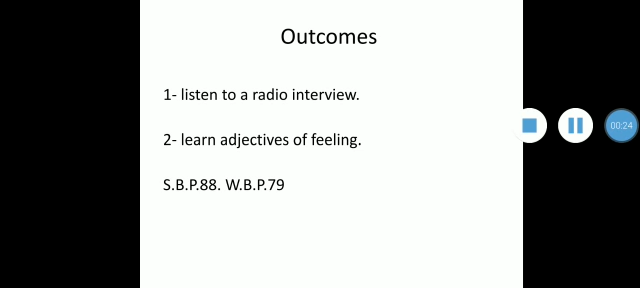 Outcomes
1- listen to a radio interview.
2- learn adjectives of feeling.
S.B.P.88. W.B.P.79
00:24